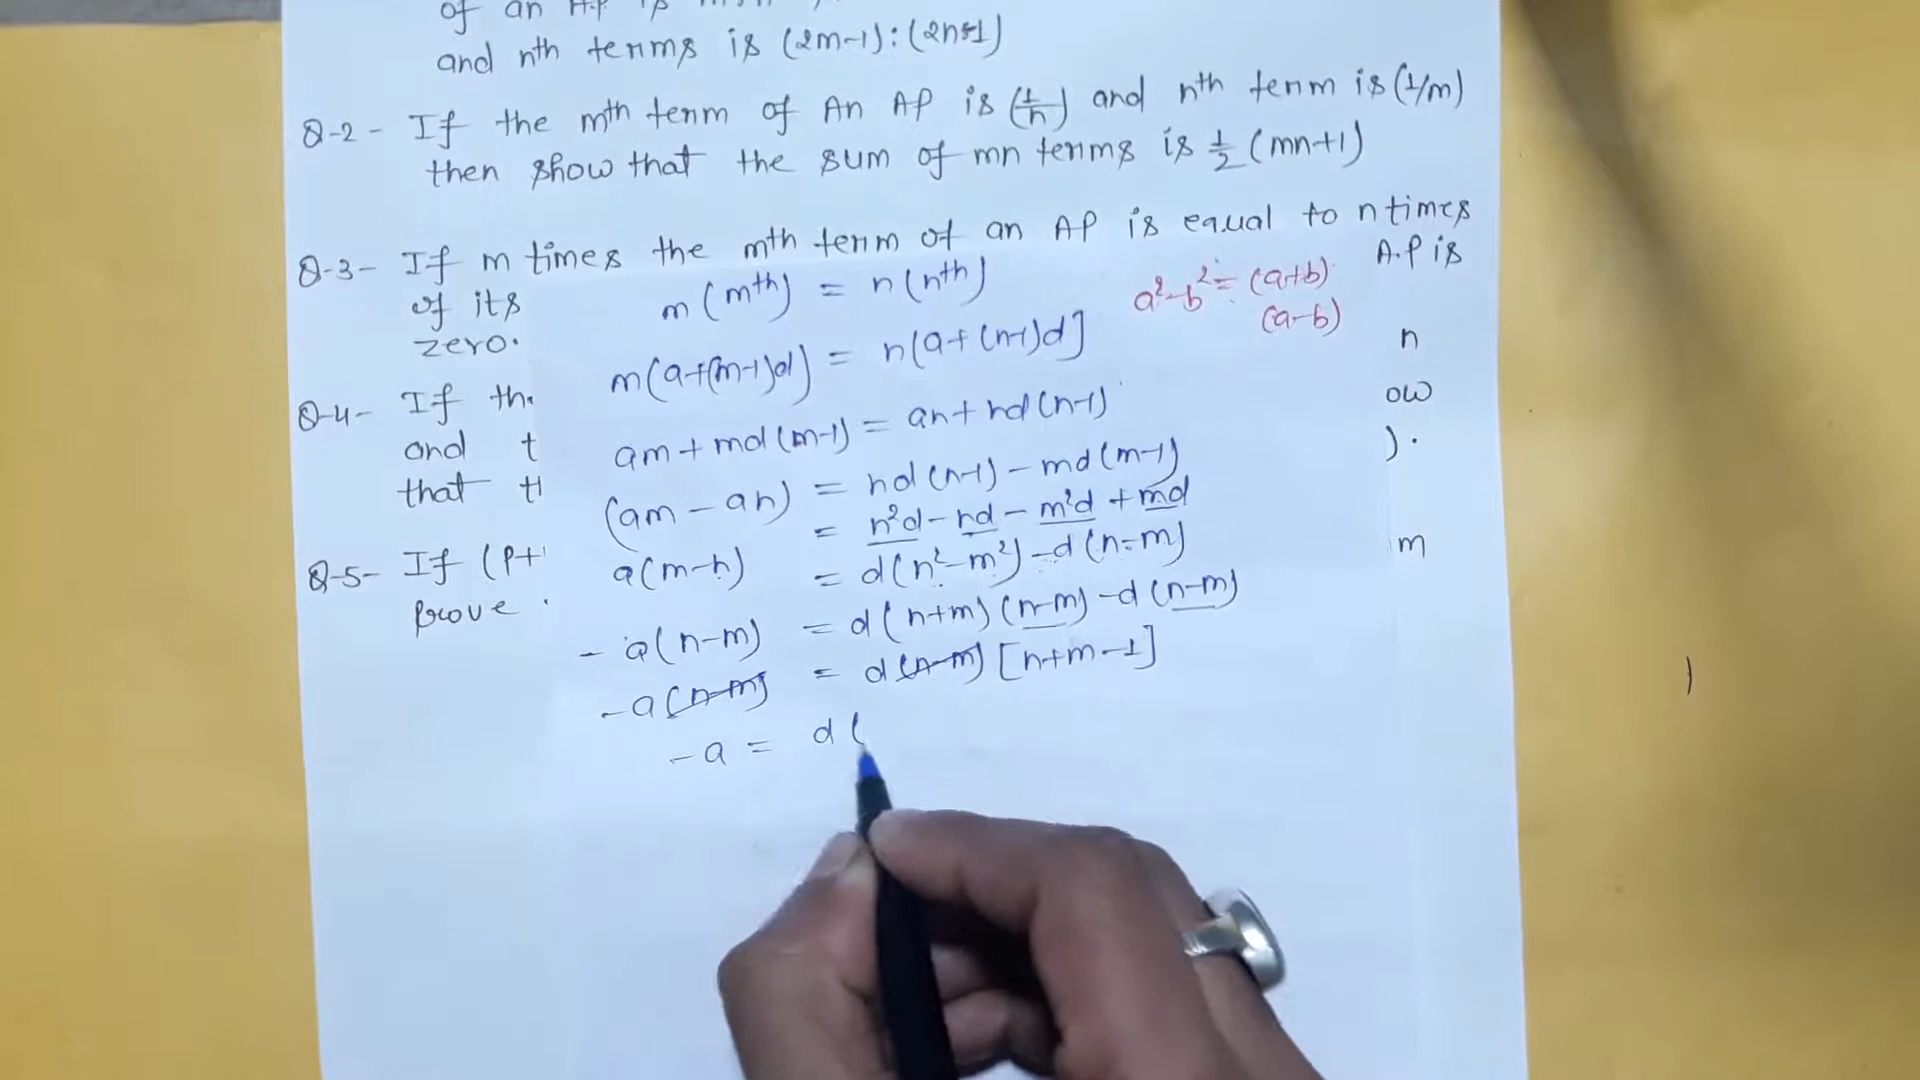 of an A.P is
and nth terms is (2m-1):(2n-1)
Q-2- If the mth term of An AP is (1/n) and nth term is (1/m)
then show that the sum of mn terms is 1/2 (mn+1)
Q-3- If m times the mth term of an AP is equal to n times
of its A.P is
zero.
m(mth) = n(nth)
a²-b² = (a+b)
(a-b)
m(a+(m-1)d) = n[a+(n-1)d]
n
Q-4- If th
ow
am+md(m-1) = an+nd(n-1)
and t ).
(am-an) = nd(n-1)-md(m-1)
that t
= n²d-nd-m²d+md
Q-5- If (p+ m
a(m-n) = d(n²-m²)-d(n-m)
prove
-a(n-m) = d(n+m)(n-m)-d(n-m)
-a(n-m) = d(n-m)[n+m-1]
-a = d(